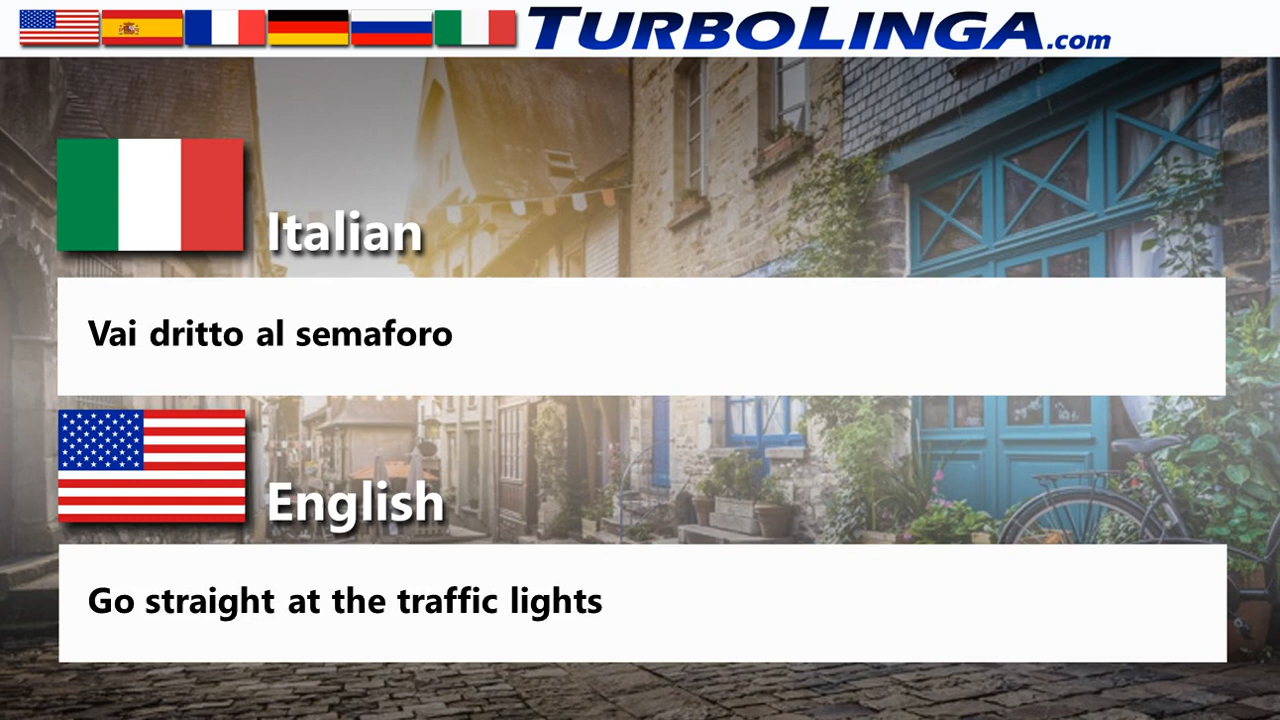 TURBOLINGA.com
Italian
Vai dritto al semaforo
English
Go straight at the traffic lights